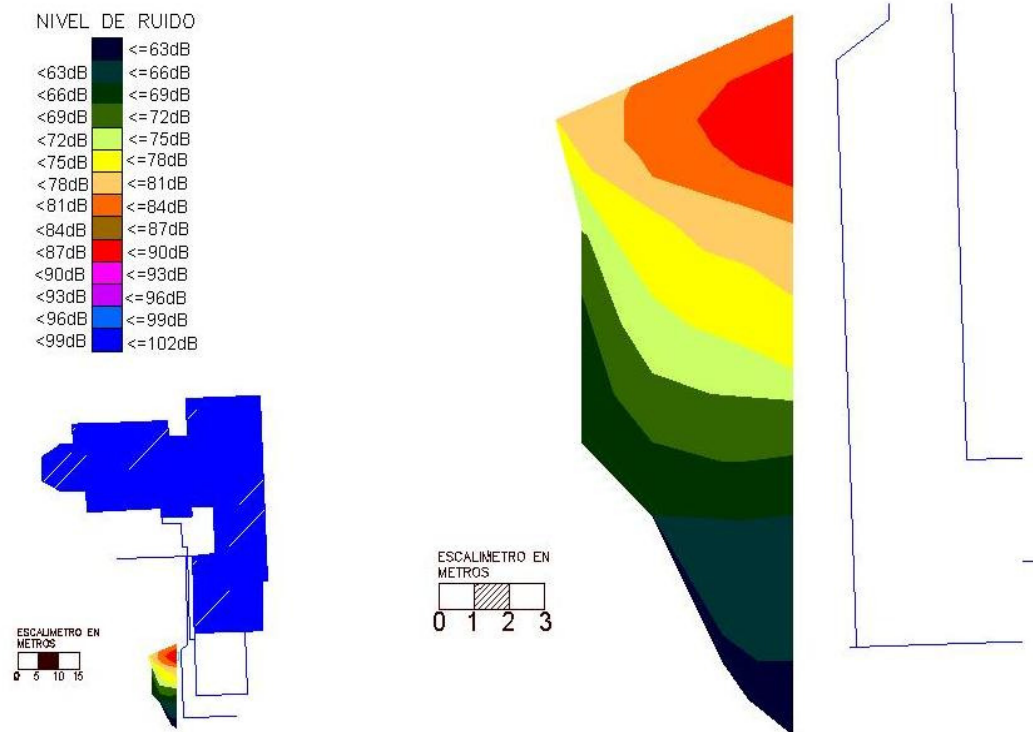 NIVEL DE RUIDO
<=63dB
<63dB <=66dB
<66dB <=69dB
<69dB <=72dB
<72dB <=75dB
<75dB <=78dB
<78dB <=81dB
<81dB <=84dB
<84dB <=87dB
<87dB <=90dB
<90dB <=93dB
<93dB <=96dB
<96dB <=99dB
<99dB <=102dB
ESCALIMETRO EN
METROS
0 1 2 3
ESCALIMETRO EN
METROS
0 5 10 15